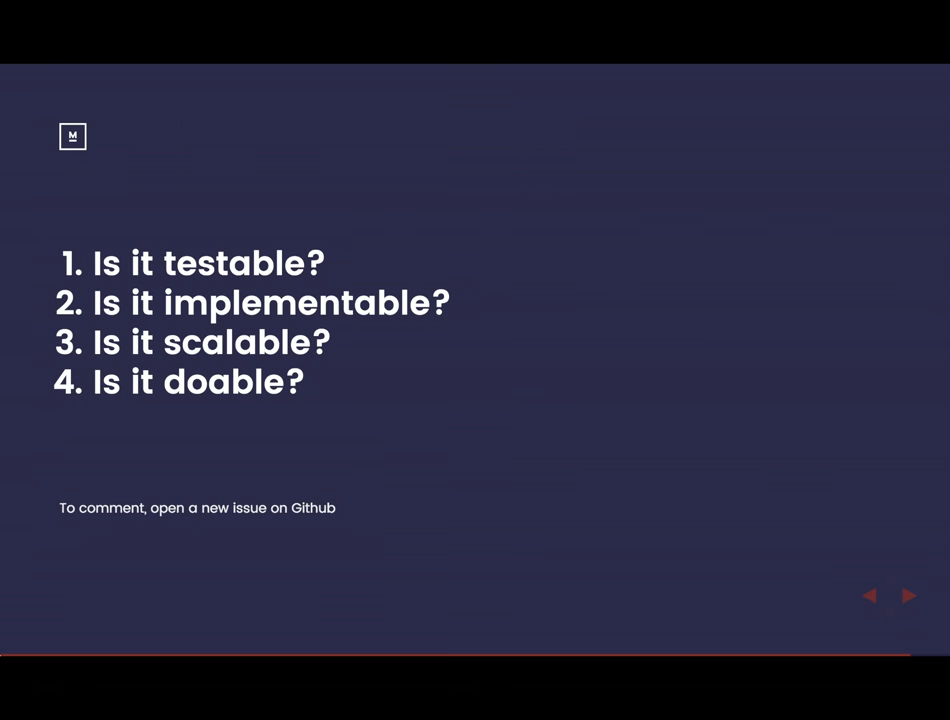 M
1. Is it testable?
2. Is it implementable?
3. Is it scalable?
4. Is it doable?
To comment, open a new issue on Github